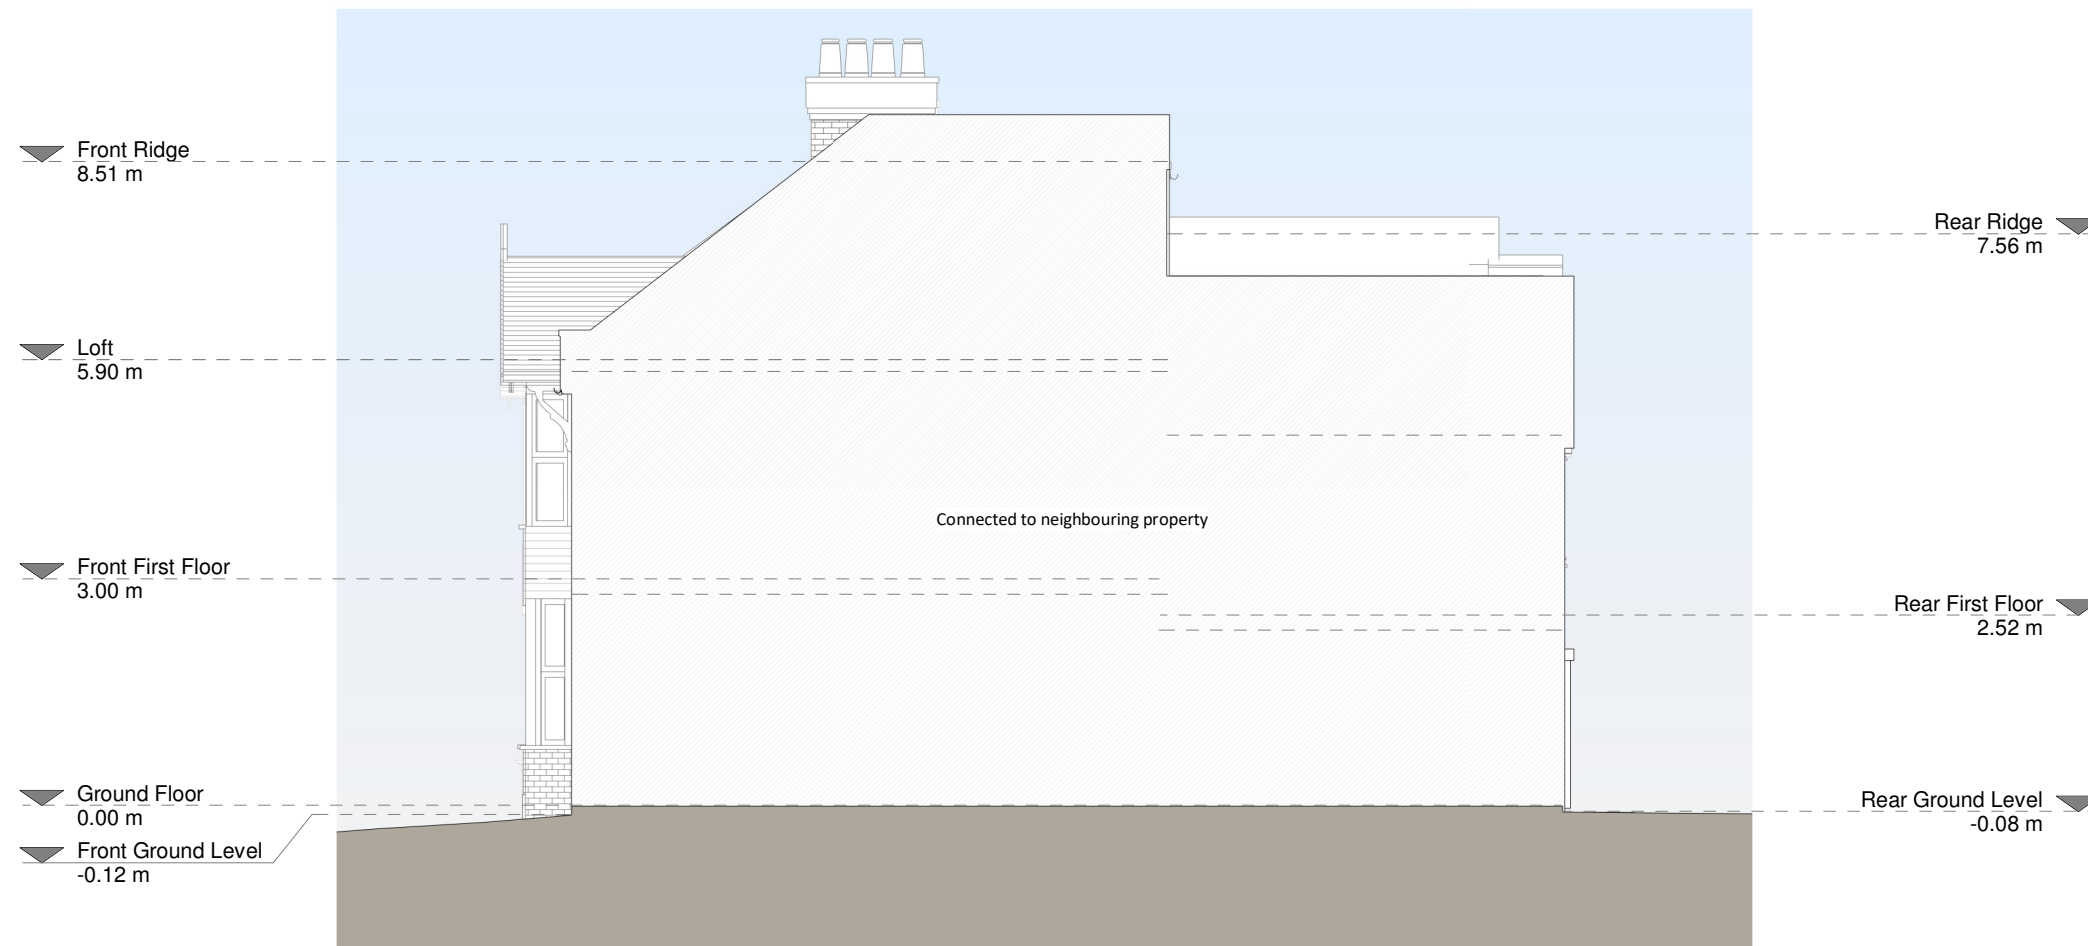 Front Ridge
8.51 m
Rear Ridge
7.56 m
Loft
5.90 m
Connected to neighbouring property
Front First Floor
3.00 m
Rear First Floor
2.52 m
Ground Floor
0.00 m
Rear Ground Level
-0.08 m
Front Ground Level
-0.12 m